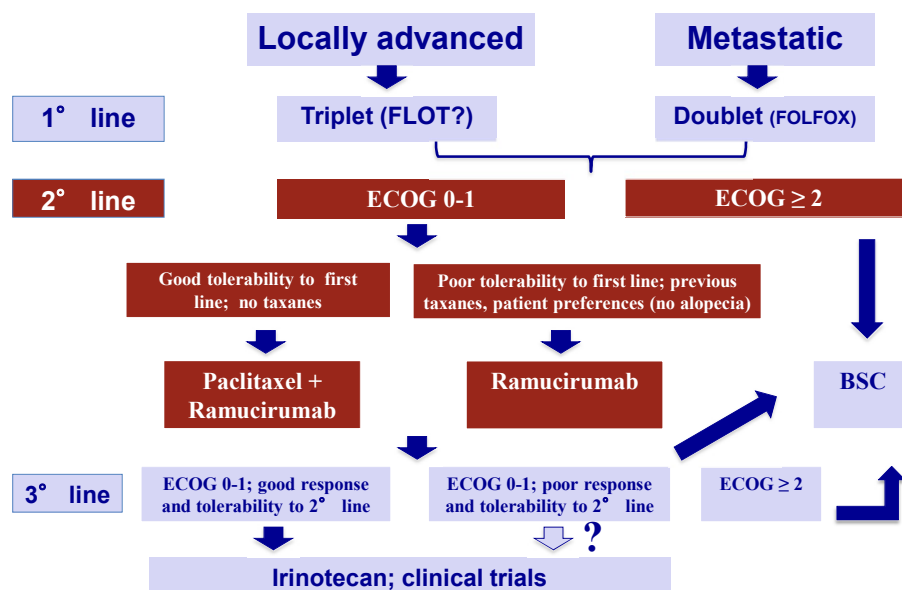 Locally advanced
Metastatic
1° line
Triplet (FLOT?)
Doublet (FOLFOX)
2° line
ECOG 0-1
ECOG ≥ 2
Good tolerability to first
line; no taxanes
Poor tolerability to first line; previous
taxanes, patient preferences (no alopecia)
Paclitaxel +
Ramucirumab
Ramucirumab
BSC
3° line
ECOG 0-1; good response
and tolerability to 2° line
ECOG 0-1; poor response
and tolerability to 2° line
ECOG ≥ 2
?
Irinotecan; clinical trials